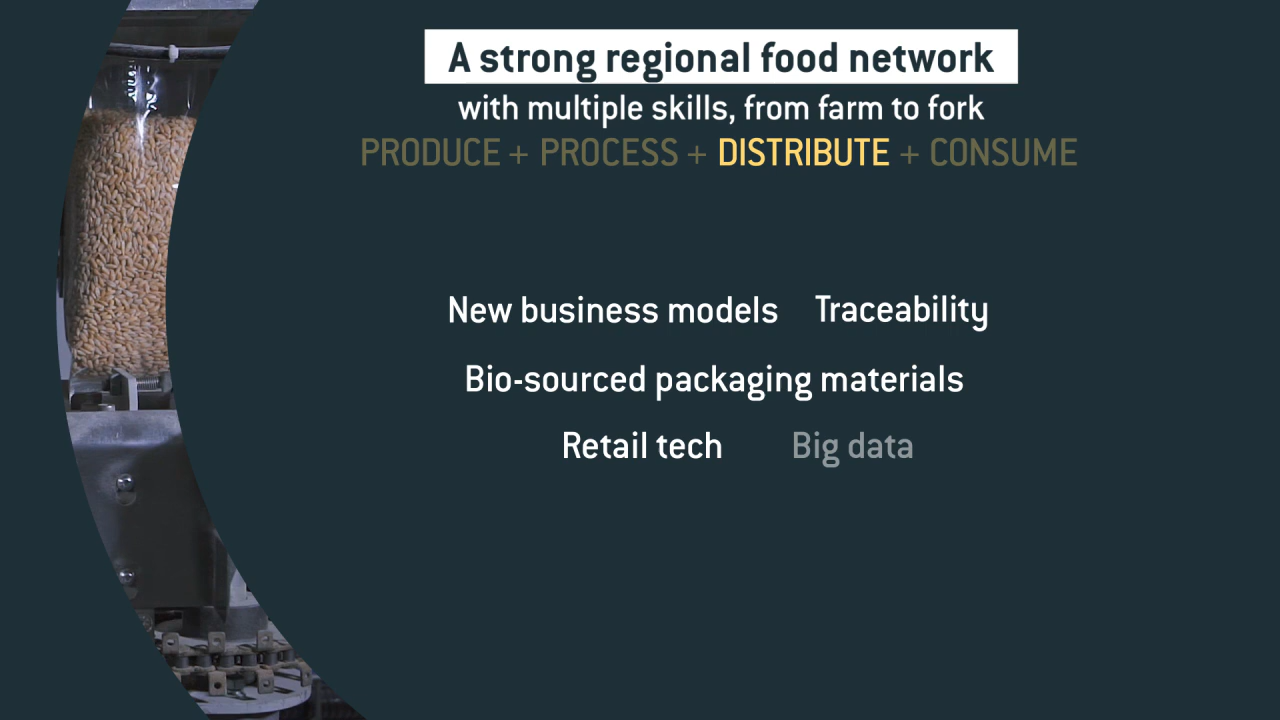 A strong regional food network
with multiple skills, from farm to fork
PRODUCE + PROCESS + DISTRIBUTE + CONSUME
New business models Traceability
Bio-sourced packaging materials
Retail tech Big data